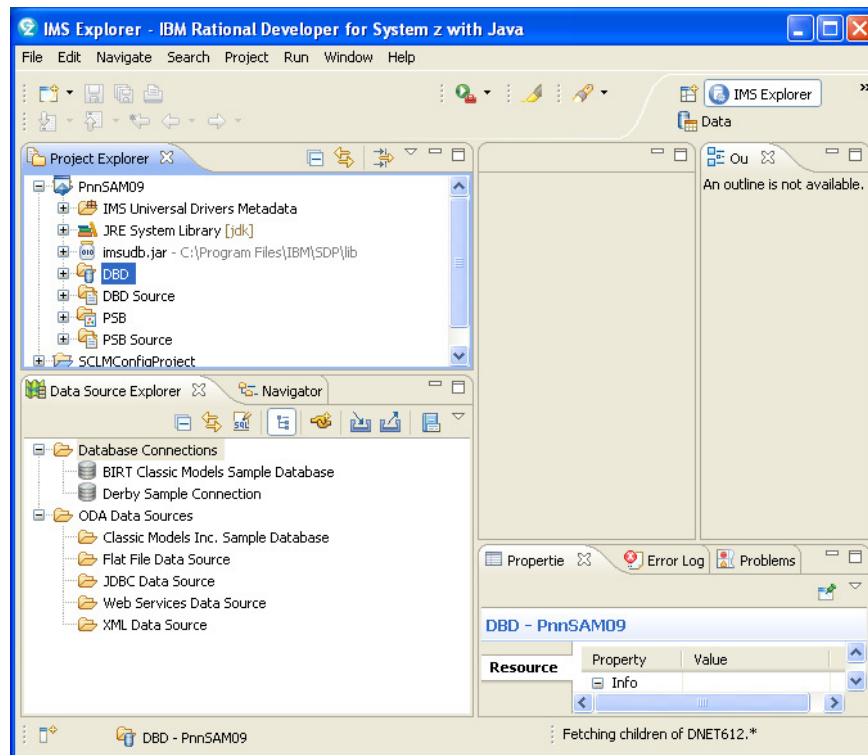 IMS Explorer - IBM Rational Developer for System z with Java
File Edit Navigate Search Project Run Window Help
IMS Explorer
Data
Project Explorer
PnnSAM09
IMS Universal Drivers Metadata
JRE System Library [jdk]
imsudb.jar - C:\Program Files\IBM\SDP\lib
DBD
DBD Source
PSB
PSB Source
SCLMConfigProject
Ou
An outline is not available.
Data Source Explorer
Navigator
SQL
Database Connections
BIRT Classic Models Sample Database
Derby Sample Connection
ODA Data Sources
Classic Models Inc. Sample Database
Flat File Data Source
JDBC Data Source
Web Services Data Source
XML Data Source
Propertie
Error Log
Problems
DBD - PnnSAM09
Resource
Property Value
Info
DBD - PnnSAM09
Fetching children of DNET612.*